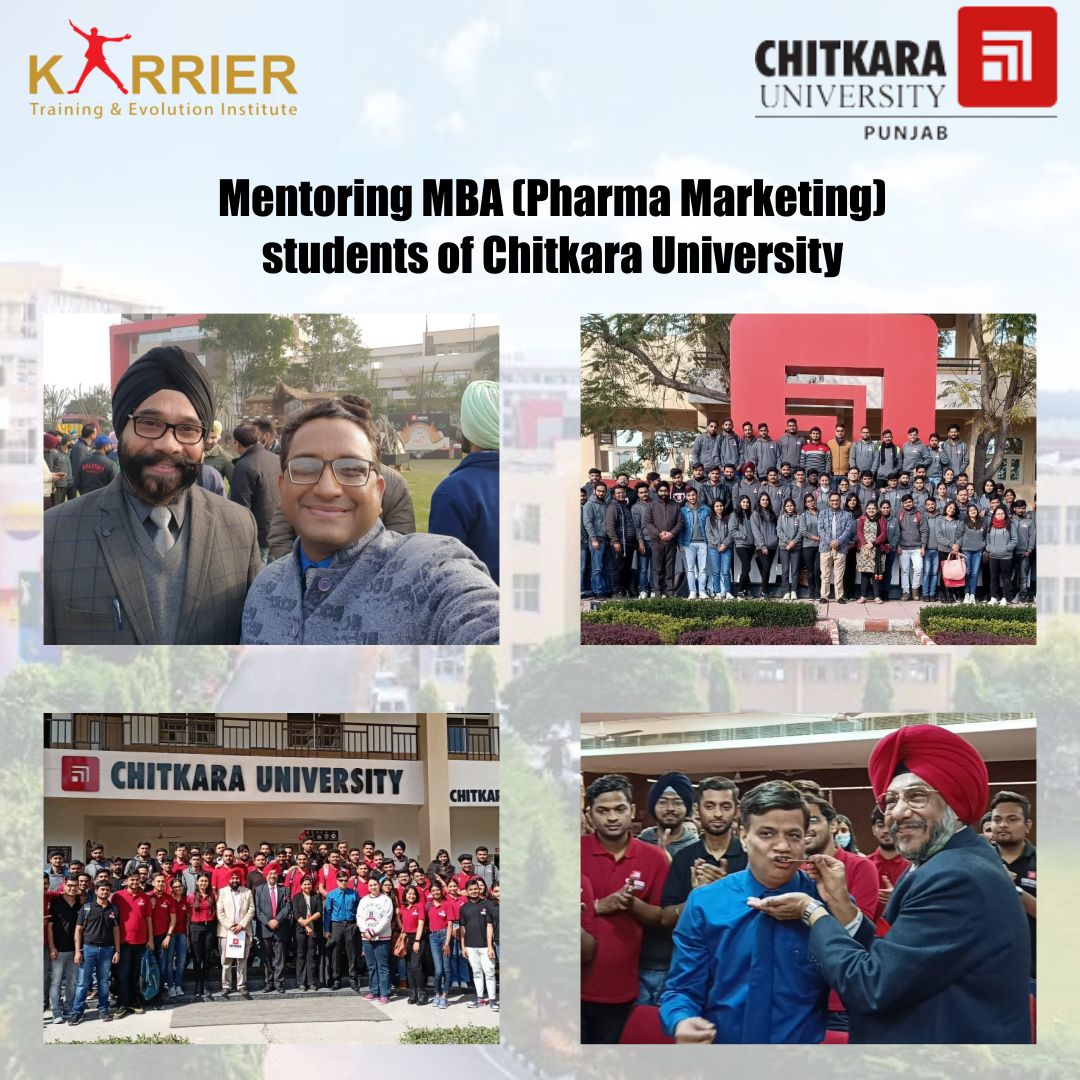 KARRIER
Training & Evolution Institute
CHITKARA
UNIVERSITY
PUNJAB
Mentoring MBA (Pharma Marketing)
students of Chitkara University
CHITKARA UNIVERSITY
CHITKAR